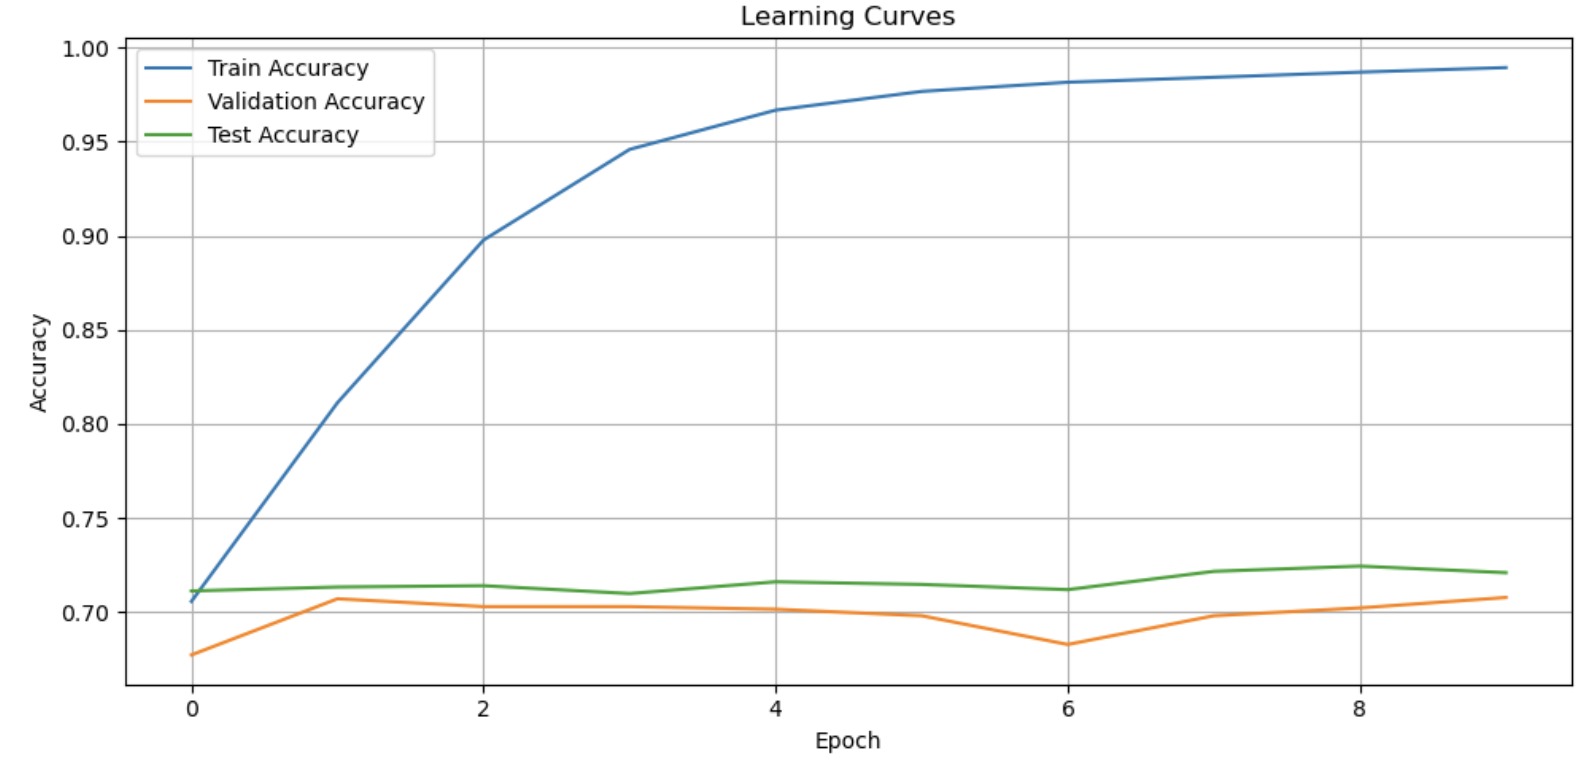 Learning Curves
1.00
Train Accuracy
Validation Accuracy
Test Accuracy
0.95
0.90
0.85
0.80
0.75
0.70
Accuracy
0 2 4 6 8
Epoch